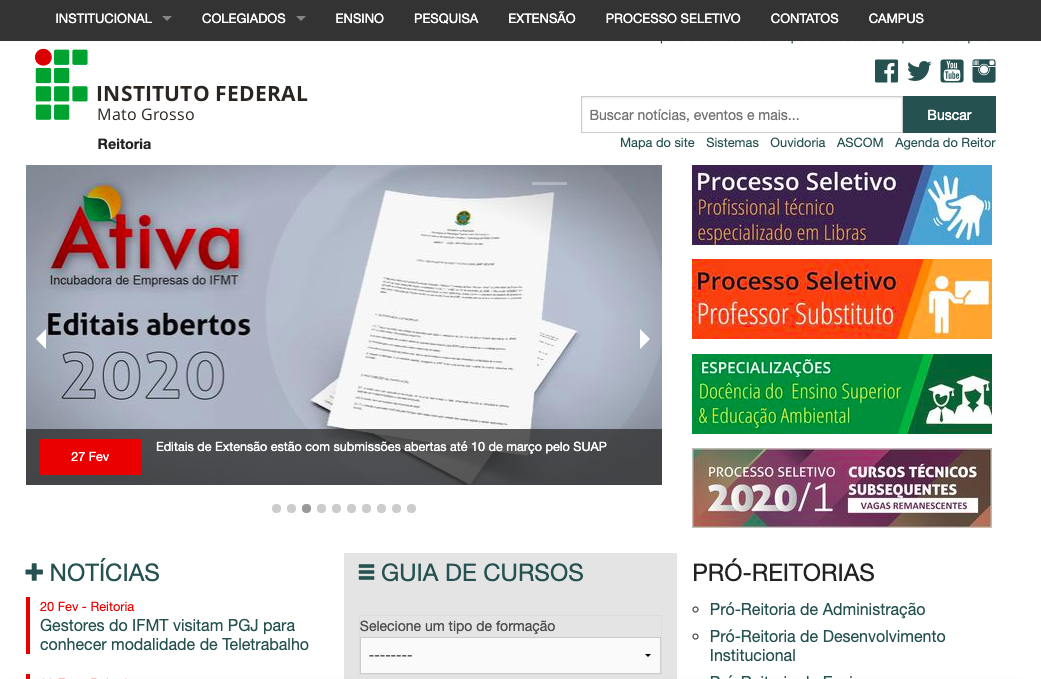 INSTITUCIONAL COLEGIADOS ENSINO PESQUISA EXTENSÃO PROCESSO SELETIVO CONTATOS CAMPUS
INSTITUTO FEDERAL
Mato Grosso
Reitoria
You
Tube
Buscar notícias, eventos e mais... Buscar
Mapa do site Sistemas Ouvidoria ASCOM Agenda do Reitor
Ativa
Incubadora de Empresas do IFMT
Editais abertos
2020
27 Fev
Editais de Extensão estão com submissões abertas até 10 de março pelo SUAP
Processo Seletivo
Profissional técnico
especializado em Libras
Processo Seletivo
Professor Substituto
ESPECIALIZAÇÕES
Docência do Ensino Superior
& Educação Ambiental
PROCESSO SELETIVO
2020/1
CURSOS TÉCNICOS
SUBSEQUENTES
VAGAS REMANESCENTES
NOTÍCIAS
20 Fev - Reitoria
Gestores do IFMT visitam PGJ para
conhecer modalidade de Teletrabalho
GUIA DE CURSOS
Selecione um tipo de formação
--------
PRÓ-REITORIAS
Pró-Reitoria de Administração
Pró-Reitoria de Desenvolvimento
Institucional